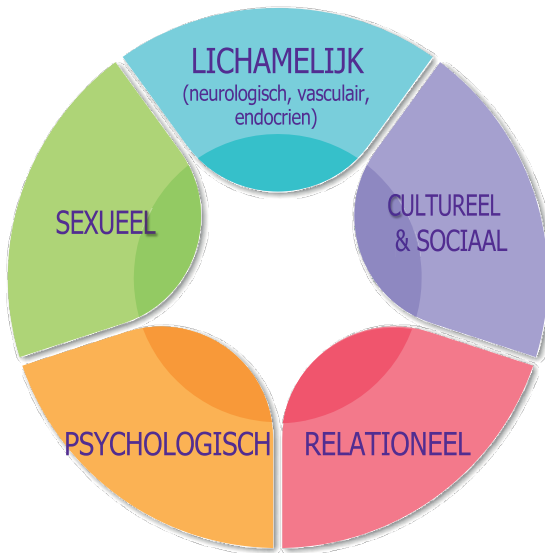 LICHAMELIJK
(neurologisch, vasculair,
endocrien)
CULTUREEL
& SOCIAAL
SEXUEEL
PSYCHOLOGISCH
RELATIONEEL